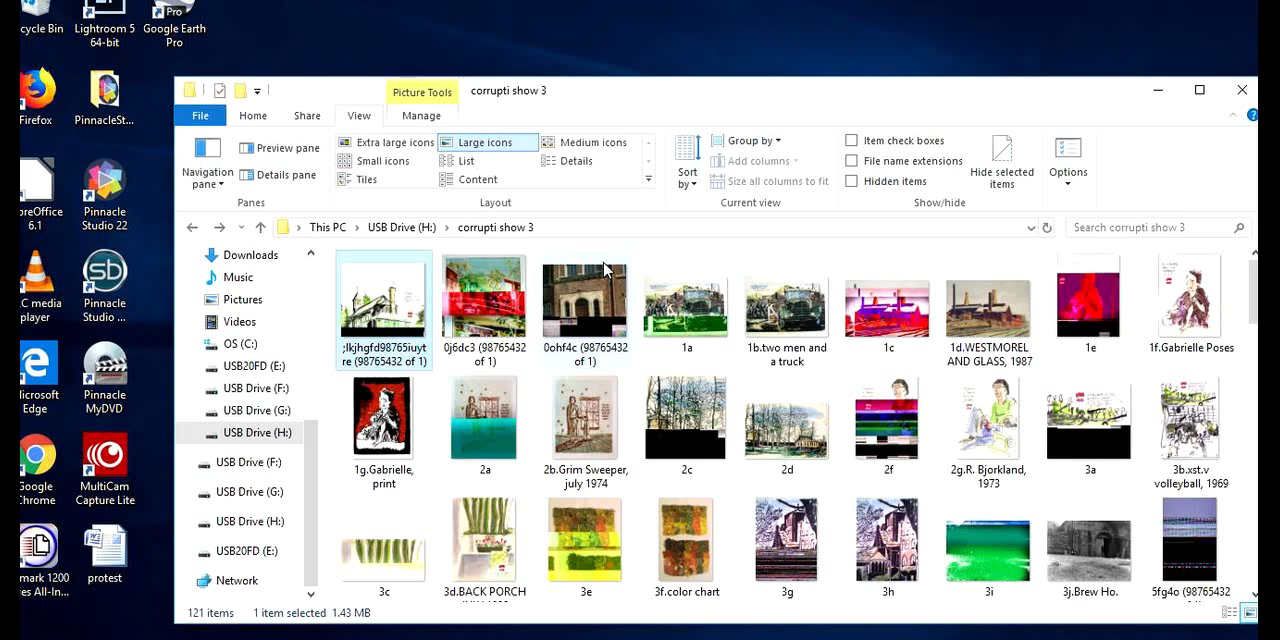 cycle Bin
Lightroom 5
64-bit
Pro
Google Earth
Pro
Firefox
PinnacleSt...
breOffice
6.1
Pinnacle
Studio 22
C media
player
Pinnacle
Studio ...
icrosoft
Edge
Pinnacle
MyDVD
Google
Chrome
MultiCam
Capture Lite
mark 1200
es All-In...
protest
Picture Tools
corrupti show 3
File
Home
Share
View
Manage
Navigation
pane
Preview pane
Details pane
Panes
Extra large icons
Large icons
Medium icons
Small icons
List
Details
Tiles
Content
Layout
Sort
by
Group by
Add columns
Size all columns to fit
Current view
Item check boxes
File name extensions
Hidden items
Hide selected
items
Show/hide
Options
This PC
USB Drive (H:)
corrupti show 3
Search corrupti show 3
Downloads
Music
Pictures
Videos
OS (C:)
USB20FD (E:)
USB Drive (F:)
USB Drive (G:)
USB Drive (H:)
USB Drive (F:)
USB Drive (G:)
USB Drive (H:)
USB20FD (E:)
Network
;lkjhgfd98765iuyt
re (98765432
of 1)
0j6dc3 (98765432
of 1)
0ohf4c (98765432
of 1)
1a
1b.two men and
a truck
1c
1d.WESTMOREL
AND GLASS, 1987
1e
1f.Gabrielle Poses
1g.Gabrielle,
print
2a
2b.Grim Sweeper,
july 1974
2c
2d
2f
2g.R. Bjorkland,
1973
3a
3b.xst.v
volleyball, 1969
3c
3d.BACK PORCH
3e
3f.color chart
3g
3h
3i
3j.Brew Ho.
5fg4o (98765432
121 items
1 item selected
1.43 MB